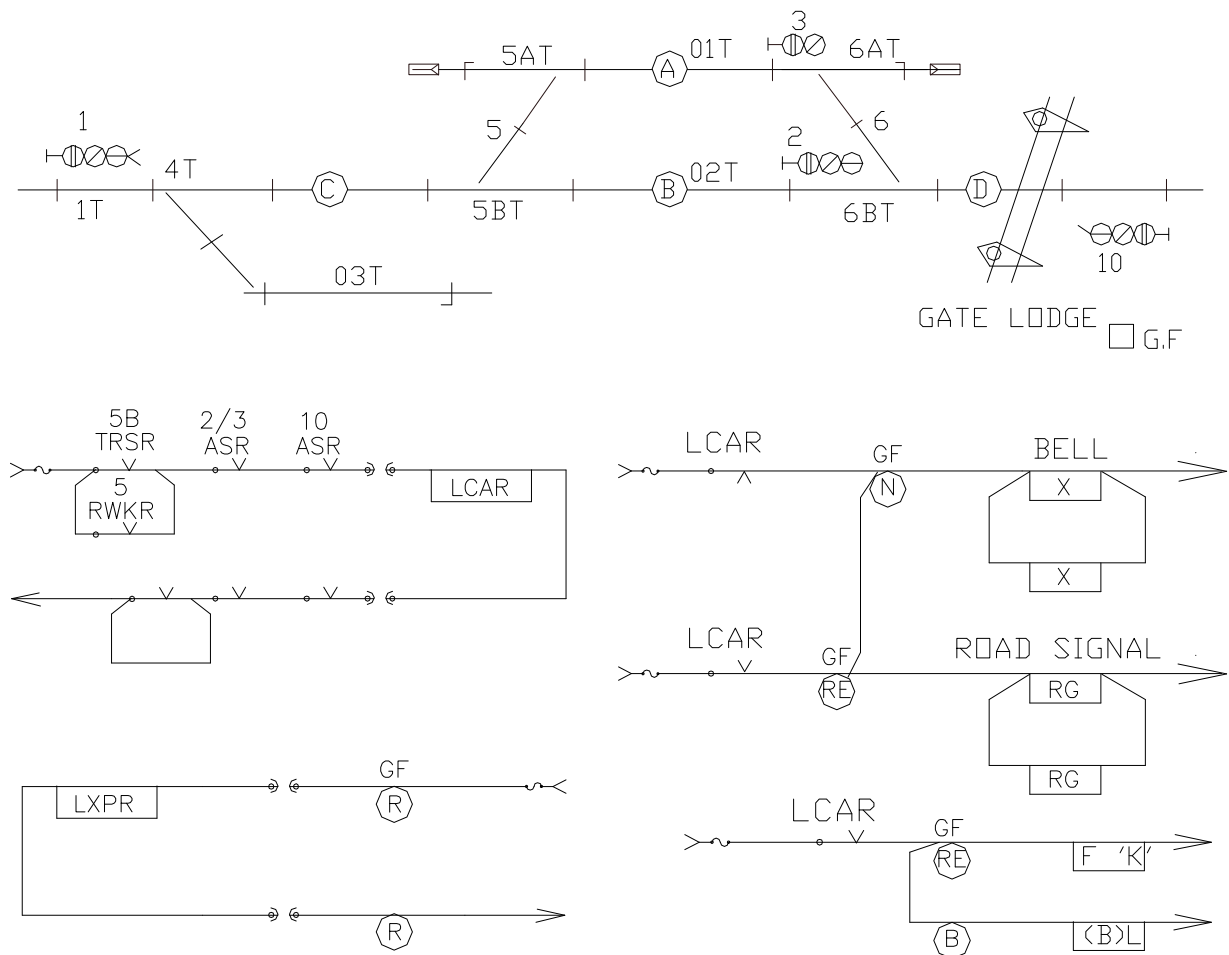 3
5AT
01T
6AT
A
1
5
2
6
4T
C
B
02T
D
1T
5BT
6BT
10
03T
GATE LODGE
G.F
5B
TRSR
2/3
ASR
10
ASR
LCAR
5
RWKR
LCAR
GF
N
BELL
X
X
LCAR
GF
RE
ROAD SIGNAL
RG
RG
LXPR
GF
R
R
LCAR
GF
RE
F 'K'
B
(B)L